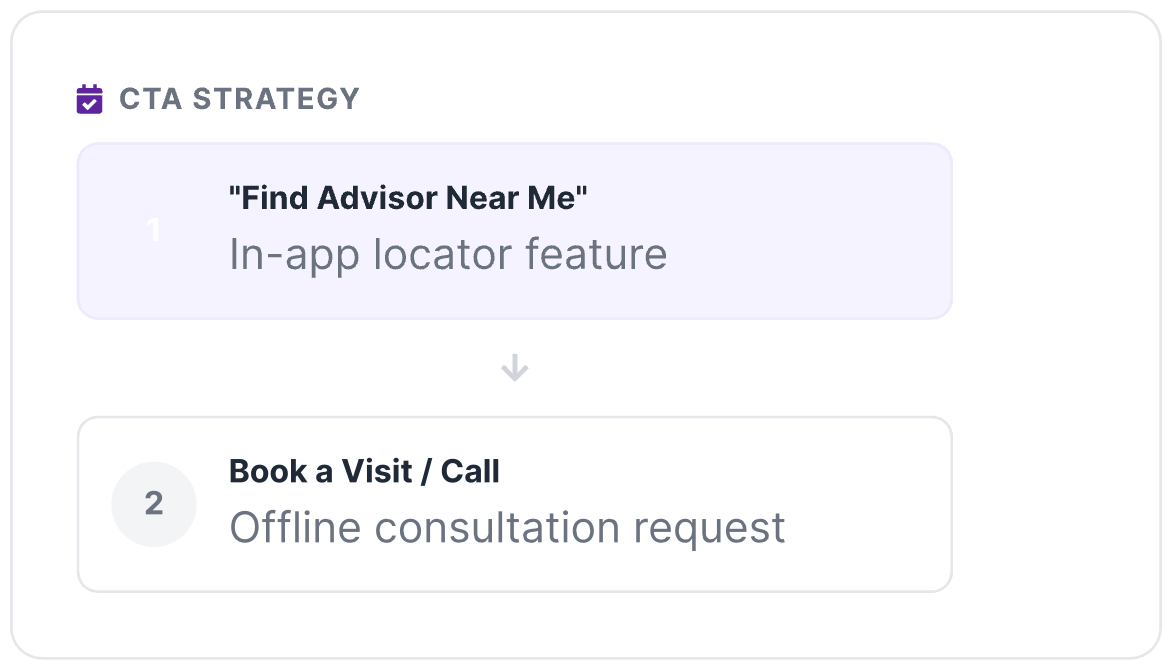 CTA STRATEGY
1
"Find Advisor Near Me"
In-app locator feature
2
Book a Visit / Call
Offline consultation request